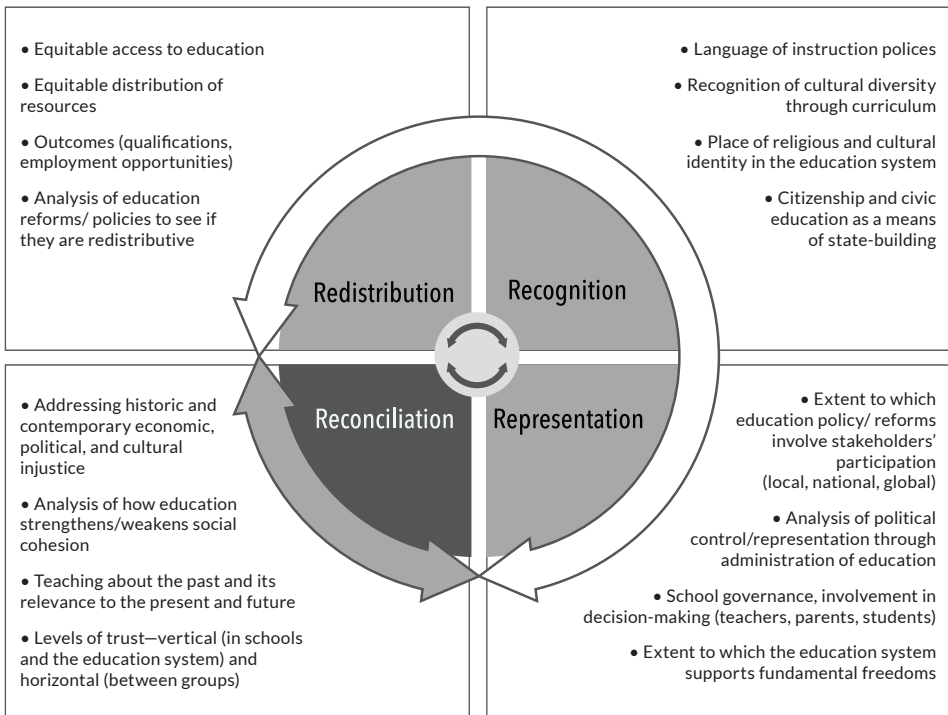 • Equitable access to education
• Equitable distribution of
resources
• Outcomes (qualifications,
employment opportunities)
• Analysis of education
reforms/ policies to see if
they are redistributive
• Language of instruction polices
• Recognition of cultural diversity
through curriculum
• Place of religious and cultural
identity in the education system
• Citizenship and civic
education as a means
of state-building
Redistribution
Recognition
Reconciliation
Representation
• Addressing historic and
contemporary economic,
political, and cultural
injustice
• Analysis of how education
strengthens/weakens social
cohesion
• Teaching about the past and its
relevance to the present and future
• Levels of trust—vertical (in schools
and the education system) and
horizontal (between groups)
• Extent to which
education policy/ reforms
involve stakeholders’
participation
(local, national, global)
• Analysis of political
control/representation through
administration of education
• School governance, involvement in
decision-making (teachers, parents, students)
• Extent to which the education system
supports fundamental freedoms